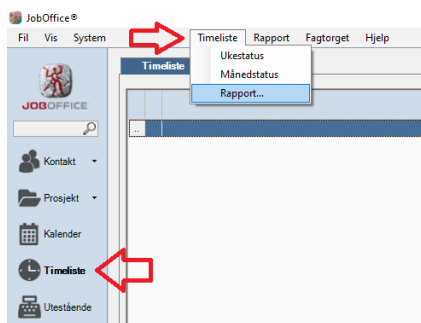 JobOffice®
Fil Vis System Timeliste Rapport Fagtorget Hjelp
Ukestatus
Månedstatus
Rapport...
Timeliste
JOBOFFICE
..
Kontakt
Prosjekt
Kalender
Timeliste
Utestående